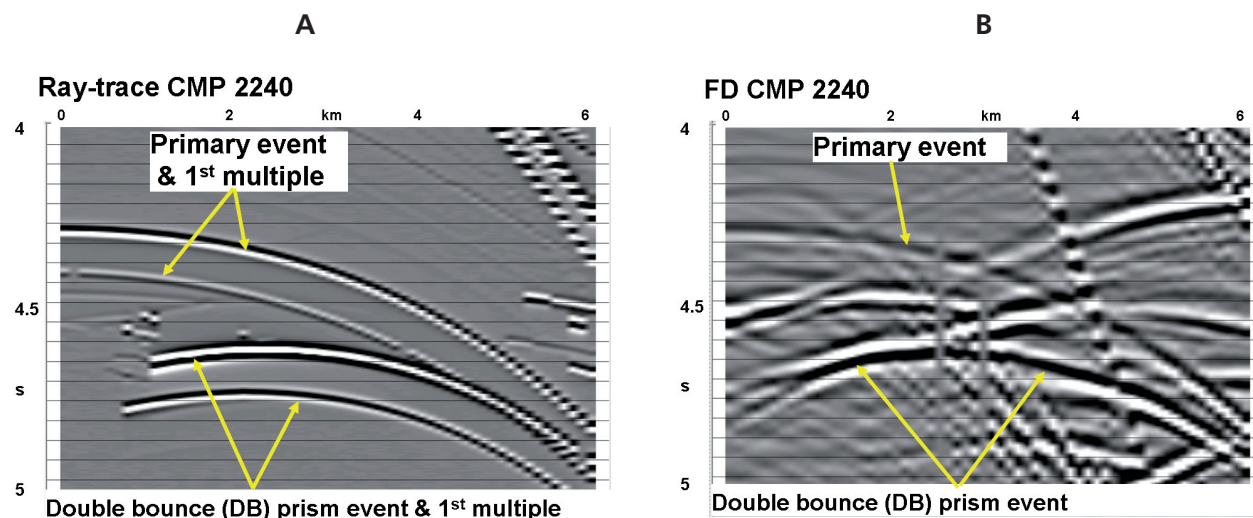 A
Ray-trace CMP 2240
0 2 km 4 6
4
Primary event
& 1st multiple
4.5
s
5
Double bounce (DB) prism event & 1st multiple
B
FD CMP 2240
0 2 km 4 6
4
Primary event
4.5
s
5
Double bounce (DB) prism event